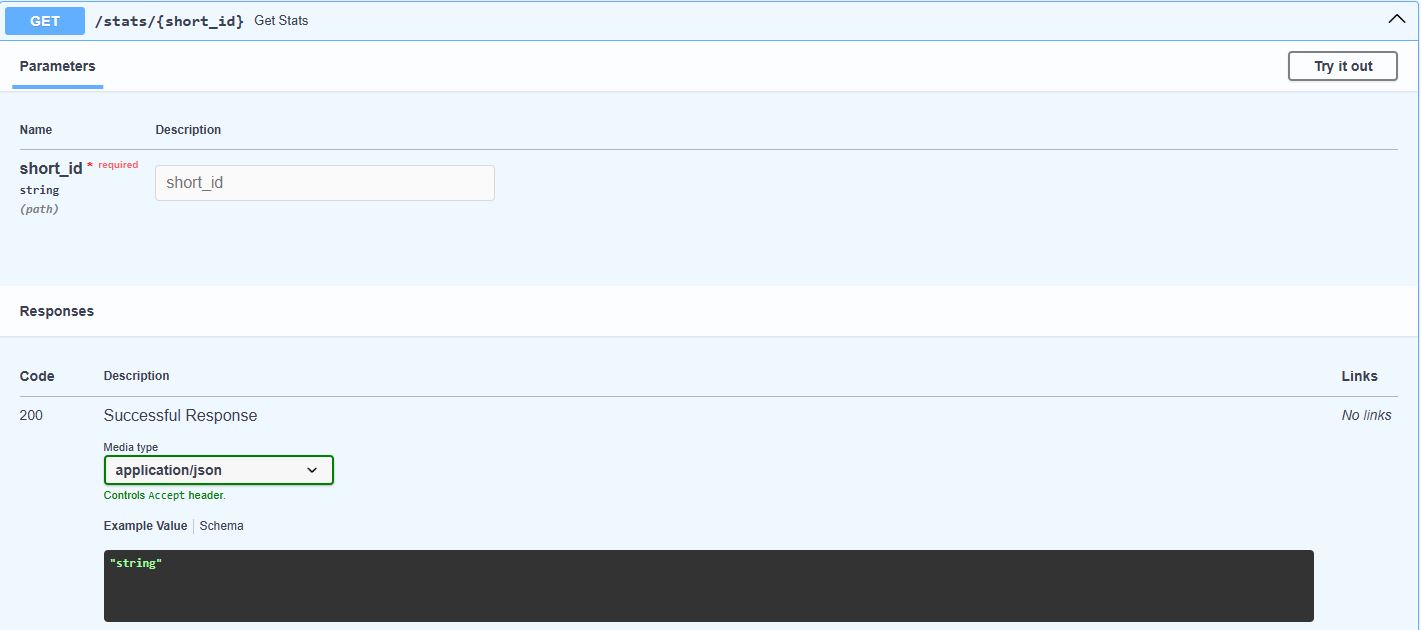 GET /stats/{short_id} Get Stats
Parameters Try it out
Name Description
short_id * required short_id
string
(path)
Responses
Code Description Links
200 Successful Response No links
Media type
application/json
Controls Accept header.
Example Value Schema
"string"